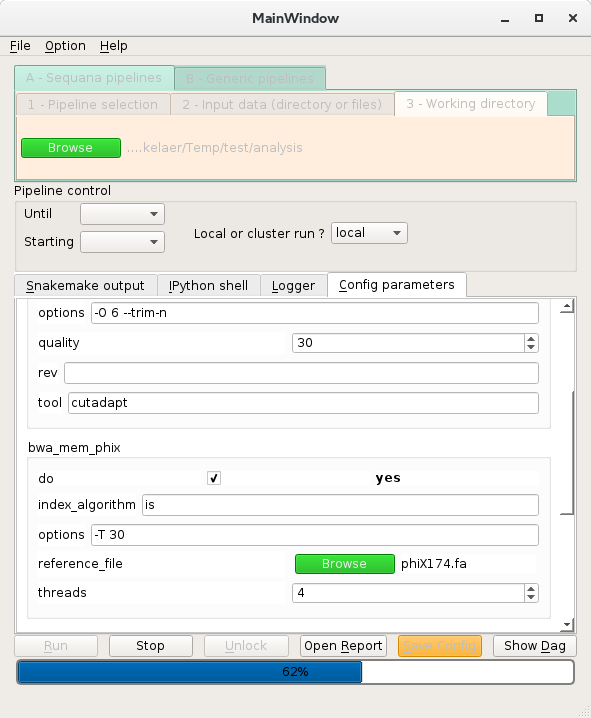 MainWindow
File Option Help
A - Sequana pipelines B - Generic pipelines
1 - Pipeline selection 2 - Input data (directory or files) 3 - Working directory
Browse ....kelaer/Temp/test/analysis
Pipeline control
Until
Starting Local or cluster run ? local
Snakemake output IPython shell Logger Config parameters
options -O 6 --trim-n
quality 30
rev
tool cutadapt
bwa_mem_phix
do yes
index_algorithm is
options -T 30
reference_file Browse phiX174.fa
threads 4
Run Stop Unlock Open Report Save Config Show Dag
62%